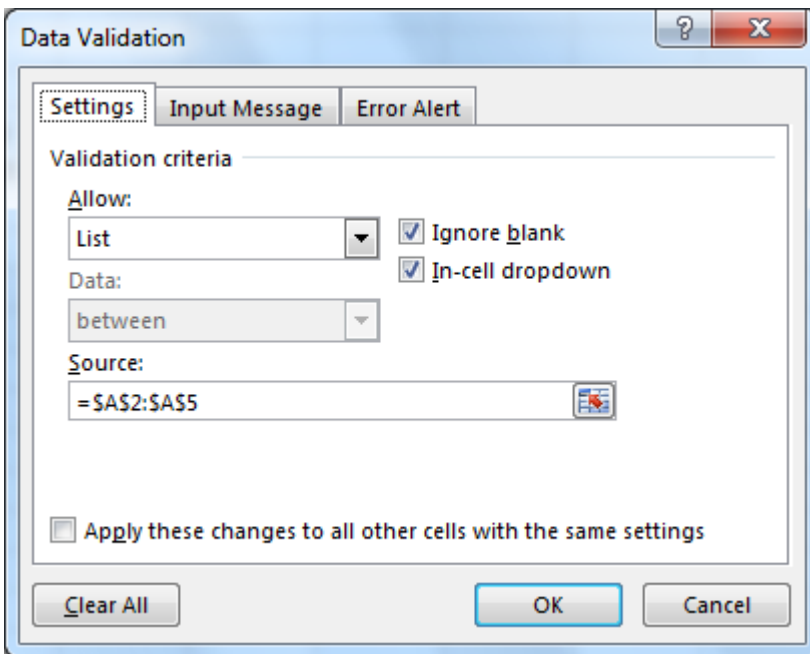 Data Validation
?
Settings Input Message Error Alert
Validation criteria
Allow:
List
Ignore blank
In-cell dropdown
Data:
between
Source:
=$A$2:$A$5
Apply these changes to all other cells with the same settings
Clear All OK Cancel